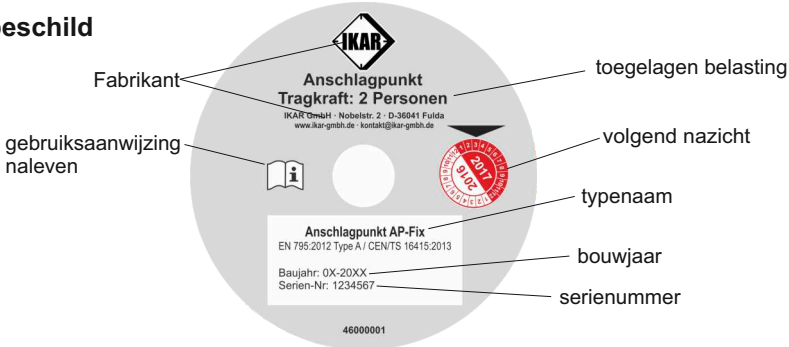 eschild
IKAR
Anschlagpunkt
Tragkraft: 2 Personen
IKAR GmbH · Nobelstr. 2 · D-36041 Fulda
www.ikar-gmbh.de · kontakt@ikar-gmbh.de
Fabrikant
toegelagen belasting
gebruiksaanwijzing
naleven
volgend nazicht
2017
2016
typenaam
Anschlagpunkt AP-Fix
EN 795:2012 Type A / CEN/TS 16415:2013
bouwjaar
Baujahr: 0X-20XX
Serien-Nr: 1234567
serienummer
46000001